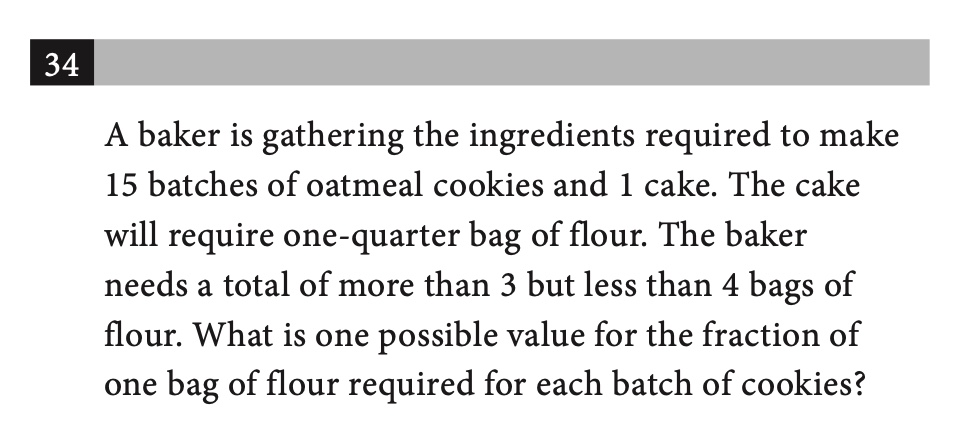 34
A baker is gathering the ingredients required to make
15 batches of oatmeal cookies and 1 cake. The cake
will require one-quarter bag of flour. The baker
needs a total of more than 3 but less than 4 bags of
flour. What is one possible value for the fraction of
one bag of flour required for each batch of cookies?